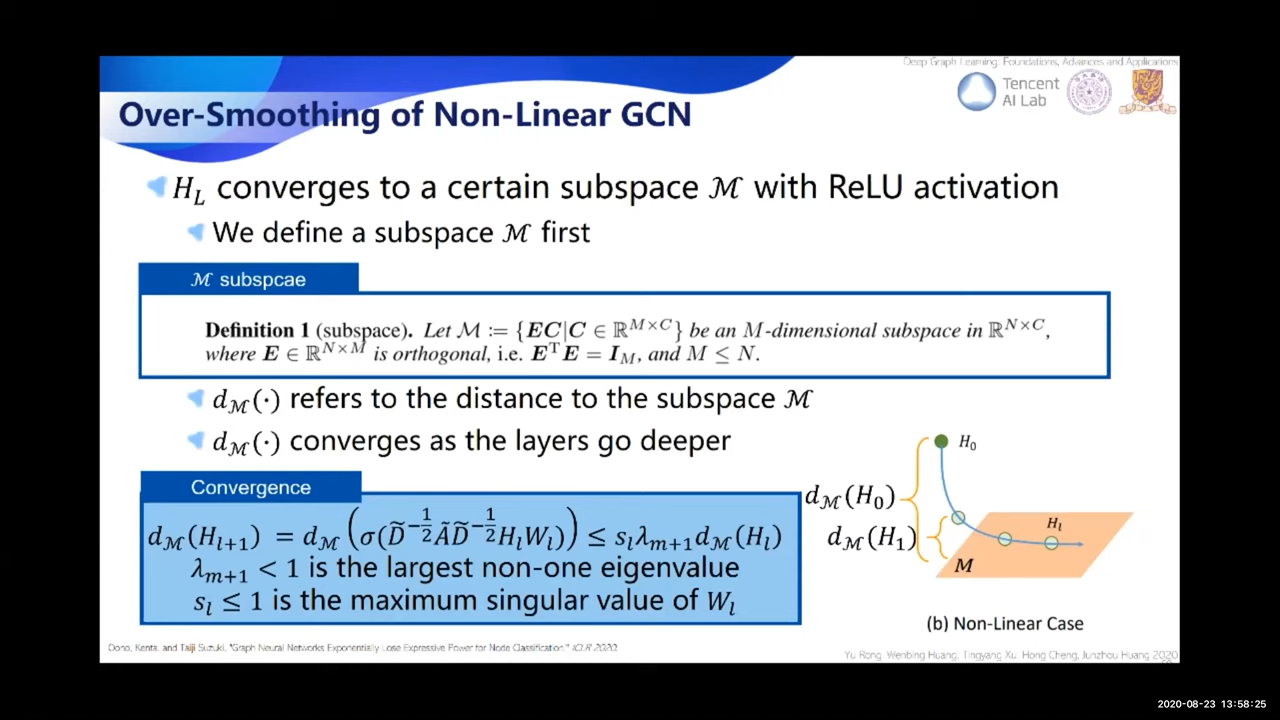 Deep Graph Learning: Foundations, Advances and Applications
Tencent
AI Lab
Over-Smoothing of Non-Linear GCN
H_L converges to a certain subspace ℳ with ReLU activation
We define a subspace ℳ first
ℳ subspcae
Definition 1 (subspace). Let ℳ := {EC|C ∈ ℝ^{M×C}} be an M-dimensional subspace in ℝ^{N×C},
where E ∈ ℝ^{N×M} is orthogonal, i.e. E^T E = I_M, and M ≤ N.
d_ℳ(·) refers to the distance to the subspace ℳ
d_ℳ(·) converges as the layers go deeper
Convergence
d_ℳ(H_{l+1}) = d_ℳ(σ(D̃^{-1/2}ÃD̃^{-1/2}H_lW_l)) ≤ s_lλ_{m+1}d_ℳ(H_l)
λ_{m+1} < 1 is the largest non-one eigenvalue
s_l ≤ 1 is the maximum singular value of W_l
H_0
d_ℳ(H_0)
H_l
d_ℳ(H_1)
M
(b) Non-Linear Case
Oono, Kenta, and Taiji Suzuki. "Graph Neural Networks Exponentially Lose Expressive Power for Node Classification." ICLR 2020.
Yu Rong, Wenbing Huang, Tingyang Xu, Hong Cheng, Junzhou Huang 2020
2020-08-23 13:58:25